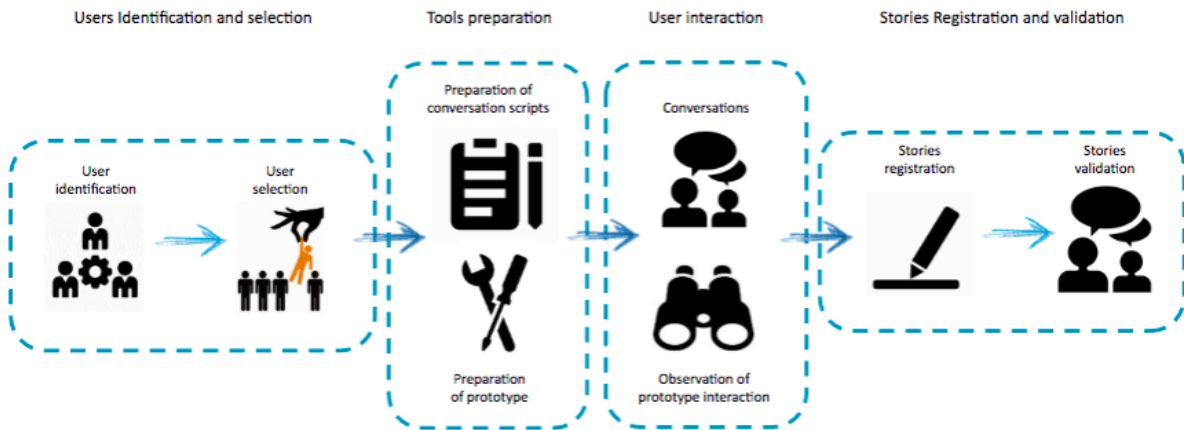 Users Identification and selection
Tools preparation
User interaction
Stories Registration and validation
User
identification
User
selection
Preparation of
conversation scripts
Preparation
of prototype
Conversations
Observation of
prototype interaction
Stories
registration
Stories
validation